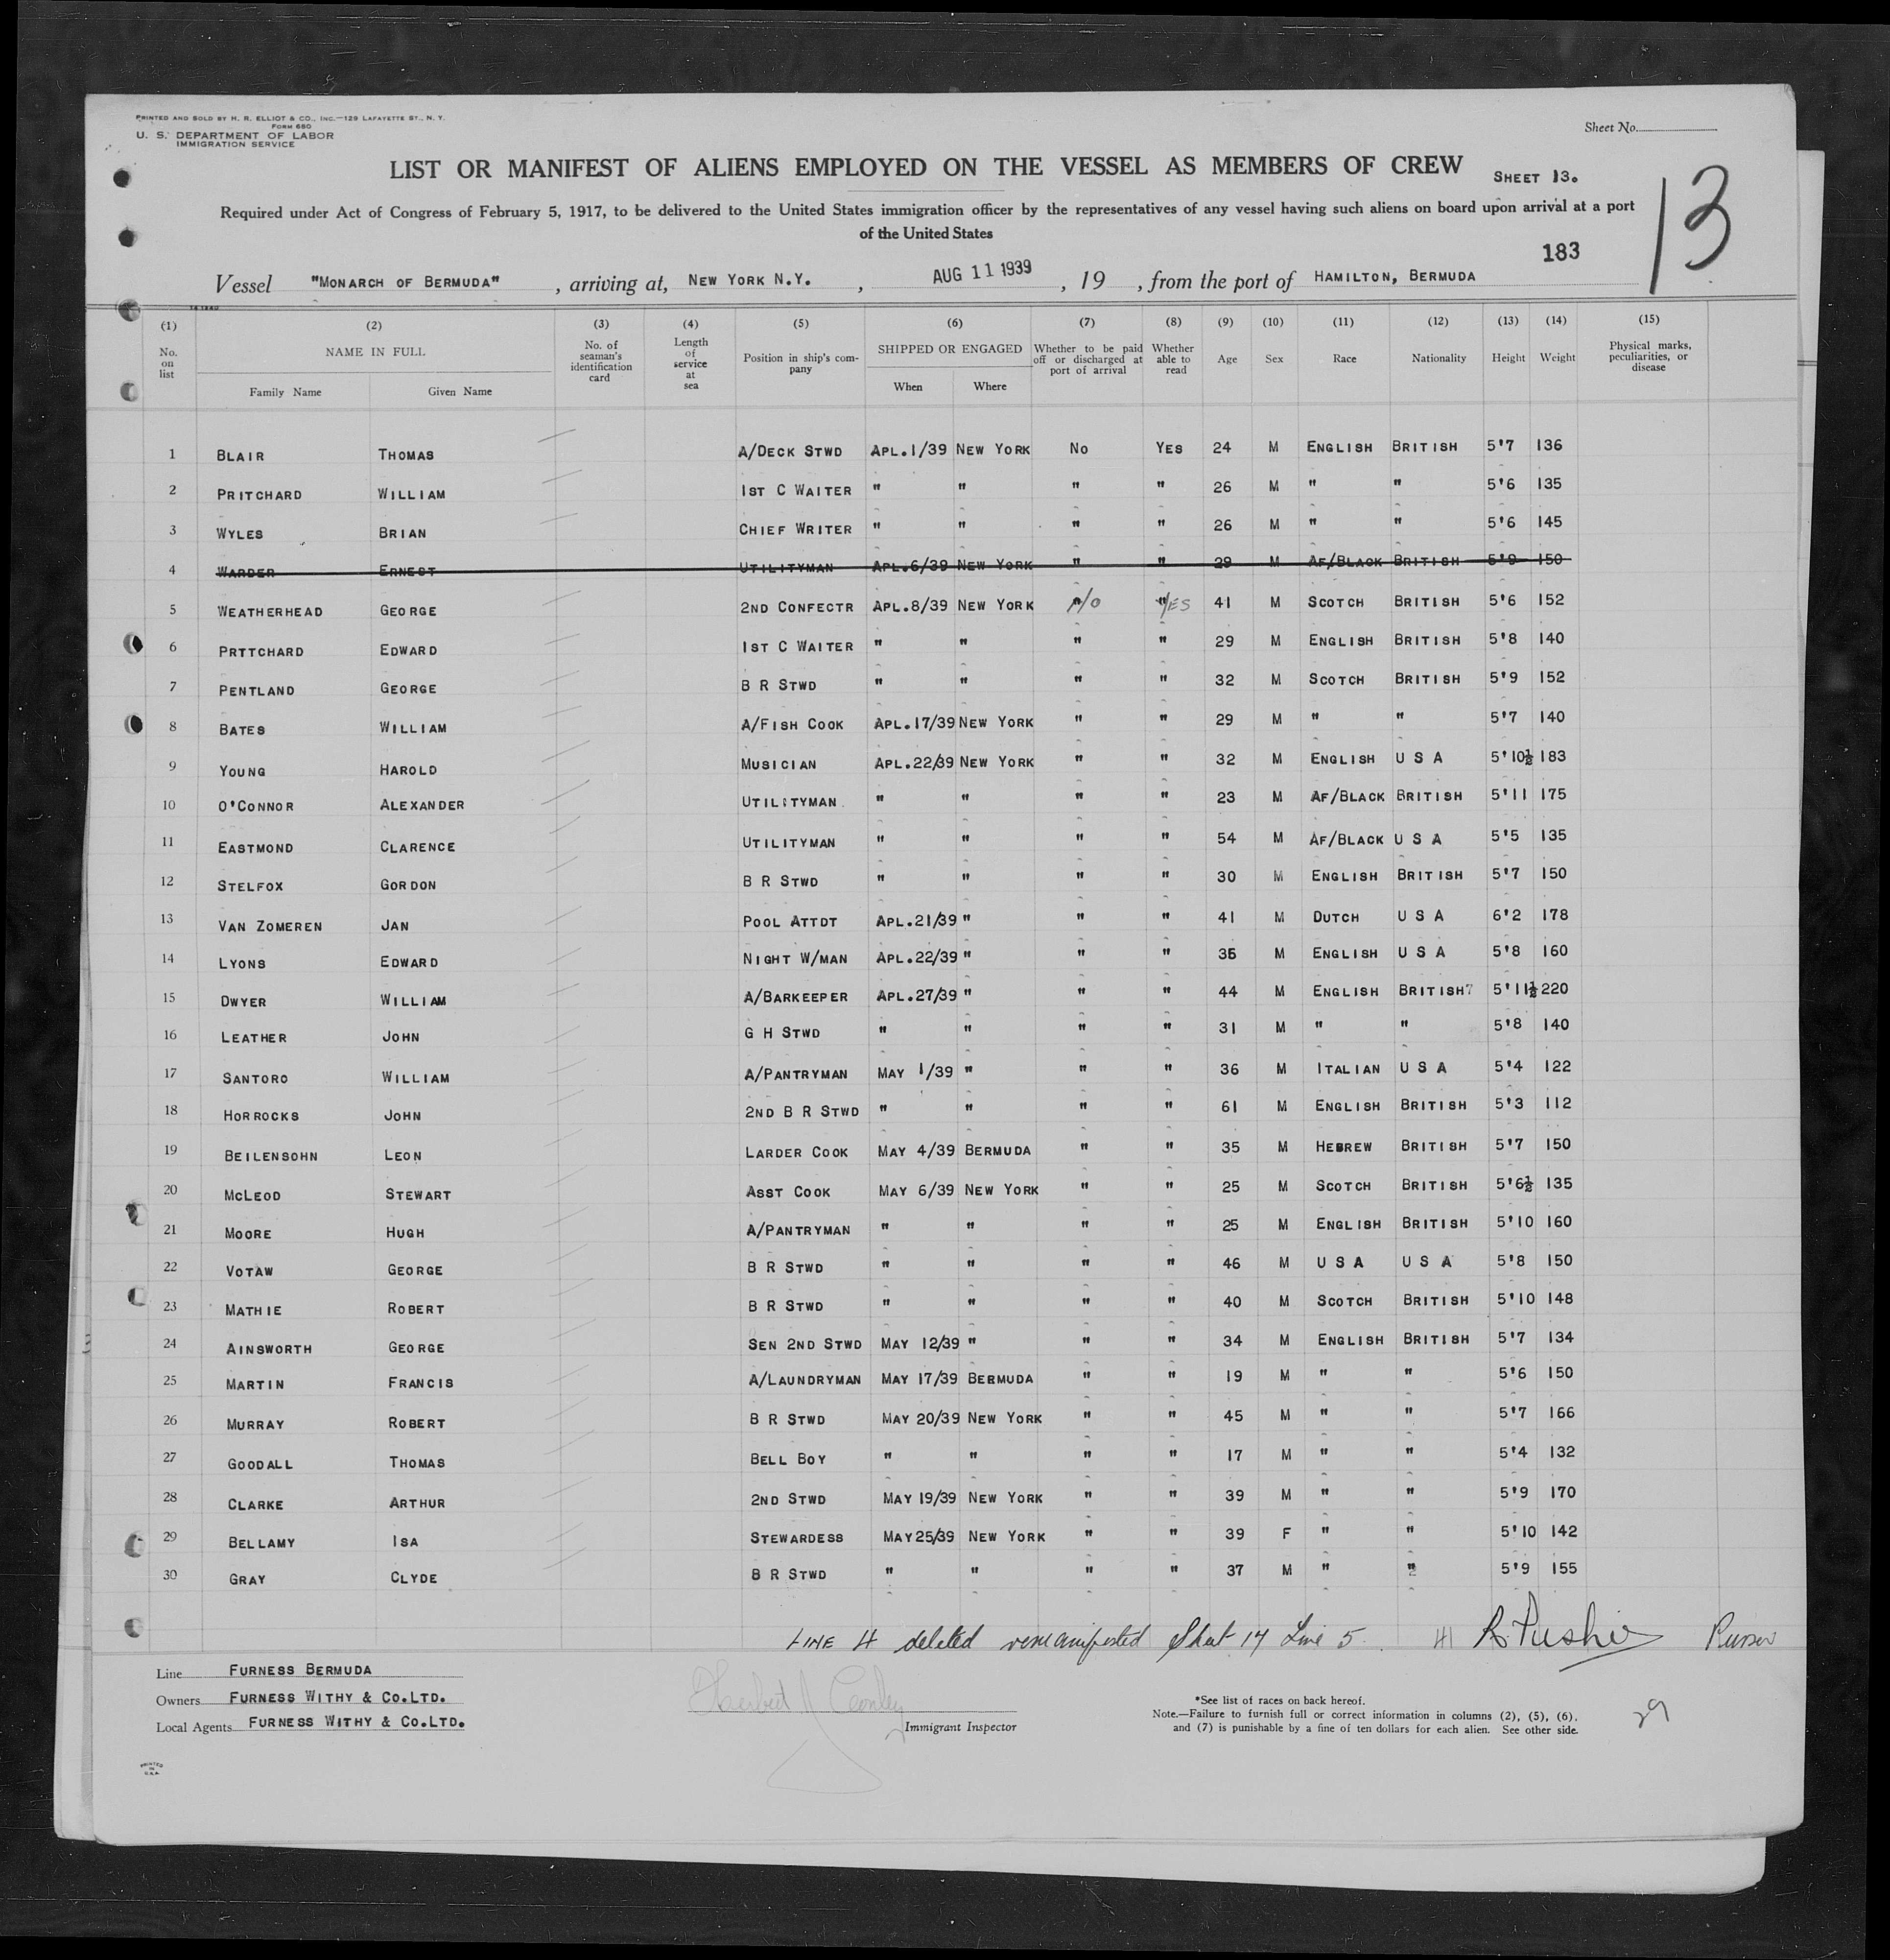 PRINTED AND SOLD BY H. R. ELLIOT & CO., INC.—129 LAFAYETTE ST., N. Y.
FORM 680
U. S. DEPARTMENT OF LABOR
IMMIGRATION SERVICE
Sheet No.
LIST OR MANIFEST OF ALIENS EMPLOYED ON THE VESSEL AS MEMBERS OF CREW SHEET 13.
13
Required under Act of Congress of February 5, 1917, to be delivered to the United States immigration officer by the representatives of any vessel having such aliens on board upon arrival at a port
of the United States
183
Vessel "MONARCH OF BERMUDA", arriving at, NEW YORK N.Y., AUG 11 1939, 19 , from the port of HAMILTON, BERMUDA
(1) (2) (3) (4) (5) (6) (7) (8) (9) (10) (11) (12) (13) (14) (15)
No. on list NAME IN FULL No. of seaman's identification card Length of service at sea Position in ship's company SHIPPED OR ENGAGED Whether to be paid off or discharged at port of arrival Whether able to read Age Sex Race Nationality Height Weight Physical marks, peculiarities, or disease
Family Name Given Name When Where
1 BLAIR THOMAS A/DECK STWD APL.1/39 NEW YORK NO YES 24 M ENGLISH BRITISH 5'7 136
2 PRITCHARD WILLIAM 1ST C WAITER " " " " 26 M " " 5'6 135
3 WYLES BRIAN CHIEF WRITER " " " " 26 M " " 5'6 145
4 WARDER ERNEST UTILITYMAN APL.6/39 NEW YORK " " 29 M AF/BLACK BRITISH 5'9 150
5 WEATHERHEAD GEORGE 2ND CONFECTR APL.8/39 NEW YORK NO YES 41 M SCOTCH BRITISH 5'6 152
6 PRTTCHARD EDWARD 1ST C WAITER " " " " 29 M ENGLISH BRITISH 5'8 140
7 PENTLAND GEORGE B R STWD " " " " 32 M SCOTCH BRITISH 5'9 152
8 BATES WILLIAM A/FISH COOK APL.17/39 NEW YORK " " 29 M " " 5'7 140
9 YOUNG HAROLD MUSICIAN APL.22/39 NEW YORK " " 32 M ENGLISH U S A 5'10½ 183
10 O'CONNOR ALEXANDER UTILITYMAN " " " " 23 M AF/BLACK BRITISH 5'11 175
11 EASTMOND CLARENCE UTILITYMAN " " " " 54 M AF/BLACK U S A 5'5 135
12 STELFOX GORDON B R STWD " " " " 30 M ENGLISH BRITISH 5'7 150
13 VAN ZOMEREN JAN POOL ATTDT APL.21/39 " " " 41 M DUTCH U S A 6'2 178
14 LYONS EDWARD NIGHT W/MAN APL.22/39 " " " 35 M ENGLISH U S A 5'8 160
15 DWYER WILLIAM A/BARKEEPER APL.27/39 " " " 44 M ENGLISH BRITISH? 5'11½ 220
16 LEATHER JOHN G H STWD " " " " 31 M " " 5'8 140
17 SANTORO WILLIAM A/PANTRYMAN MAY 1/39 " " " 36 M ITALIAN U S A 5'4 122
18 HORROCKS JOHN 2ND B R STWD " " " " 61 M ENGLISH BRITISH 5'3 112
19 BEILENSOHN LEON LARDER COOK MAY 4/39 BERMUDA " " 35 M HEBREW BRITISH 5'7 150
20 MCLEOD STEWART ASST COOK MAY 6/39 NEW YORK " " 25 M SCOTCH BRITISH 5'6½ 135
21 MOORE HUGH A/PANTRYMAN " " " " 25 M ENGLISH BRITISH 5'10 160
22 VOTAW GEORGE B R STWD " " " " 46 M U S A U S A 5'8 150
23 MATHIE ROBERT B R STWD " " " " 40 M SCOTCH BRITISH 5'10 148
24 AINSWORTH GEORGE SEN 2ND STWD MAY 12/39 " " " 34 M ENGLISH BRITISH 5'7 134
25 MARTIN FRANCIS A/LAUNDRYMAN MAY 17/39 BERMUDA " " 19 M " " 5'6 150
26 MURRAY ROBERT B R STWD MAY 20/39 NEW YORK " " 45 M " " 5'7 166
27 GOODALL THOMAS BELL BOY " " " " 17 M " " 5'4 132
28 CLARKE ARTHUR 2ND STWD MAY 19/39 NEW YORK " " 39 M " " 5'9 170
29 BELLAMY ISA STEWARDESS MAY 25/39 NEW YORK " " 39 F " " 5'10 142
30 GRAY CLYDE B R STWD " " " " 37 M " " 5'9 155
LINE 4 deleted remanifested Sheet 17 Line 5 Purser
Line FURNESS BERMUDA
Owners FURNESS WITHY & CO.LTD.
Local Agents FURNESS WITHY & CO.LTD.
Immigrant Inspector
*See list of races on back hereof.
Note.—Failure to furnish full or correct information in columns (2), (5), (6), and (7) is punishable by a fine of ten dollars for each alien. See other side.
29
PRINTED
IN
U.S.A.